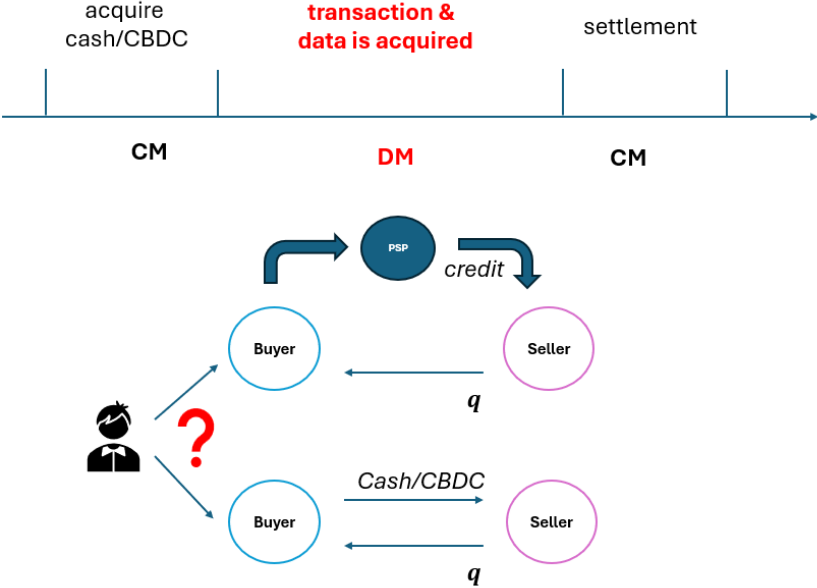 acquire
cash/CBDC
transaction &
data is acquired
settlement
CM
DM
CM
PSP
credit
Buyer
Seller
q
?
Cash/CBDC
Buyer
Seller
q